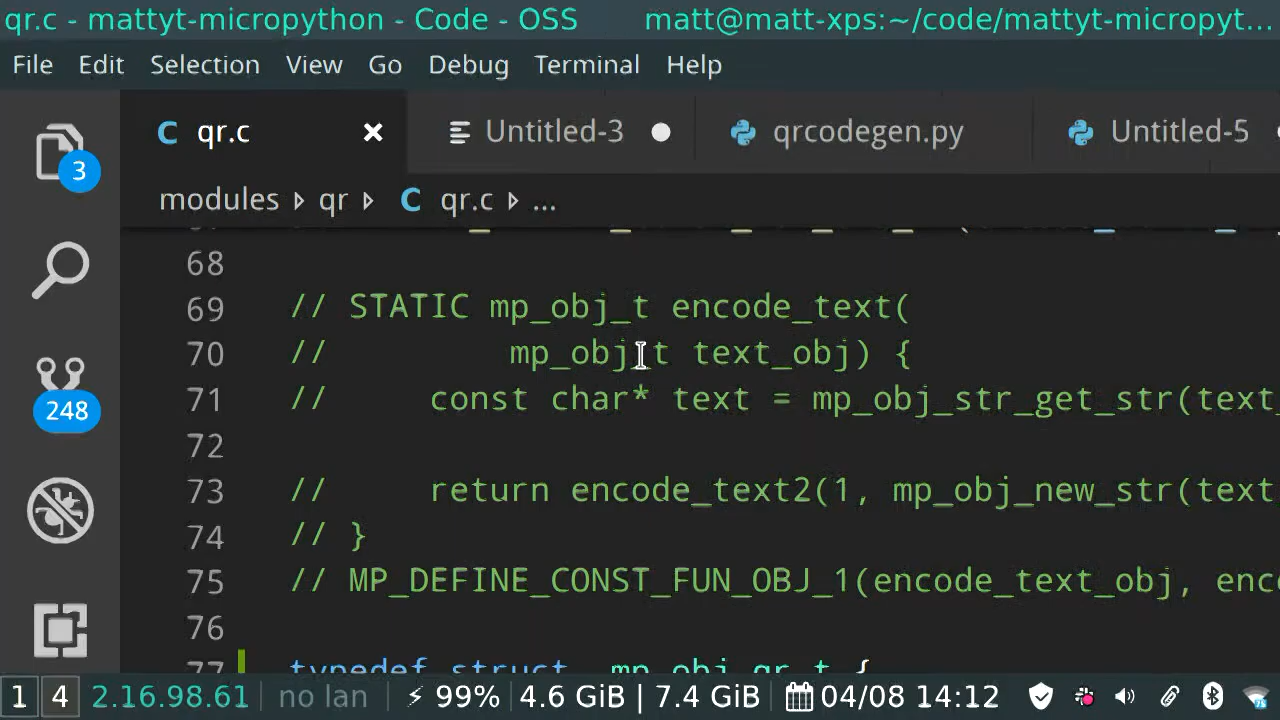 qr.c - mattyt-micropython - Code - OSS matt@matt-xps:~/code/mattyt-micropyt...
File Edit Selection View Go Debug Terminal Help
C qr.c × Untitled-3 qrcodegen.py Untitled-5
3
modules qr C qr.c ...
68
69 // STATIC mp_obj_t encode_text(
70 // mp_obj_t text_obj) {
71 // const char* text = mp_obj_str_get_str(text_
72
248
73 // return encode_text2(1, mp_obj_new_str(text
74 // }
75 // MP_DEFINE_CONST_FUN_OBJ_1(encode_text_obj, enc
76
77 typedef struct _mp_obj_qr_t {
1 4 2.16.98.61 no lan ⚡ 99% 4.6 GiB | 7.4 GiB 04/08 14:12